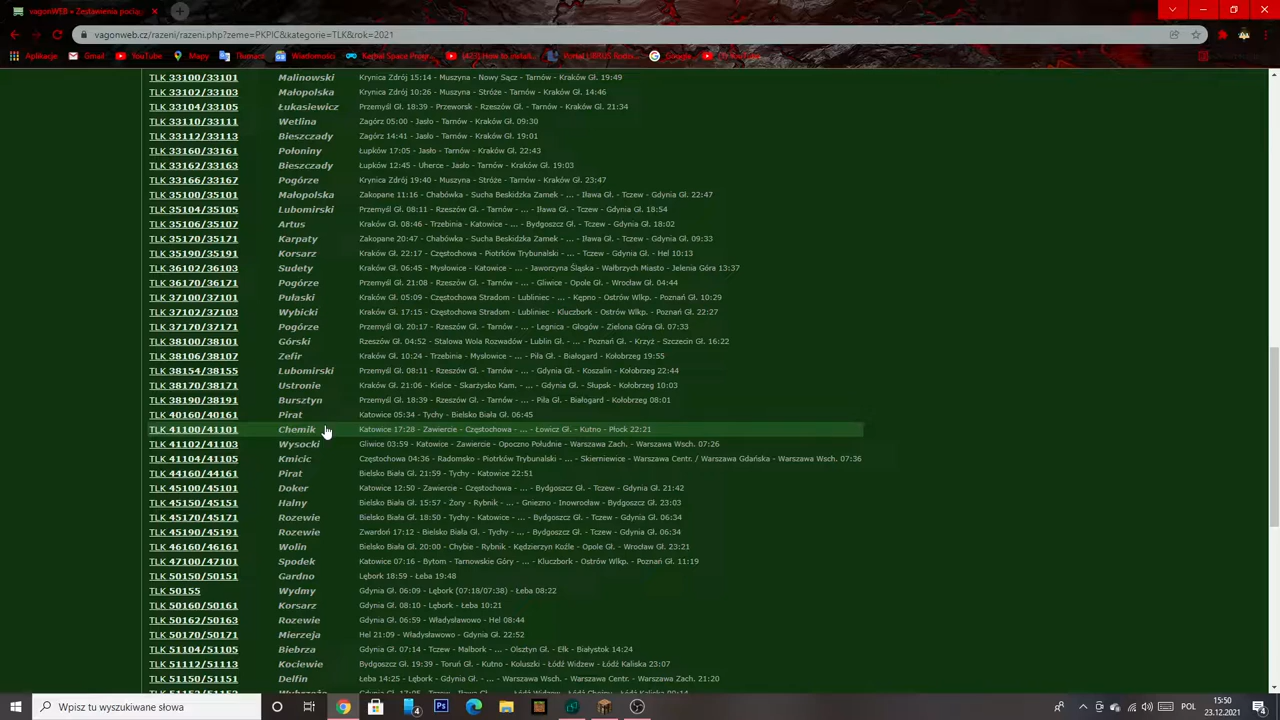 vagonWEB » Zestawienia pocią
vagonweb.cz/razeni/razeni.php?zeme=PKPIC&kategorie=TLK&rok=2021
Aplikacje Gmail YouTube Mapy Tłumacz Wiadomości Kerbal Space Progr...
TLK 33100/33101 Malinowski Krynica Zdrój 15:14 - Muszyna - Nowy Sącz - Tarnów - Kraków Gł. 19:49
TLK 33102/33103 Małopolska Krynica Zdrój 10:26 - Muszyna - Stróże - Tarnów - Kraków Gł. 14:46
TLK 33104/33105 Łukasiewicz Przemyśl Gł. 18:39 - Przeworsk - Rzeszów Gł. - Tarnów - Kraków Gł. 21:34
TLK 33110/33111 Wetlina Zagórz 05:00 - Jasło - Tarnów - Kraków Gł. 09:30
TLK 33112/33113 Bieszczady Zagórz 14:41 - Jasło - Tarnów - Kraków Gł. 19:01
TLK 33160/33161 Połoniny Łupków 17:05 - Jasło - Tarnów - Kraków Gł. 22:43
TLK 33162/33163 Bieszczady Łupków 12:45 - Uherce - Jasło - Tarnów - Kraków Gł. 19:03
TLK 33166/33167 Pogórze Krynica Zdrój 19:40 - Muszyna - Stróże - Tarnów - Kraków Gł. 23:47
TLK 35100/35101 Małopolska Zakopane 11:16 - Chabówka - Sucha Beskidzka Zamek - ... - Iława Gł. - Tczew - Gdynia Gł. 22:47
TLK 35104/35105 Lubomirski Przemyśl Gł. 08:11 - Rzeszów Gł. - Tarnów - ... - Iława Gł. - Tczew - Gdynia Gł. 18:54
TLK 35106/35107 Artus Kraków Gł. 08:46 - Trzebinia - Katowice - ... - Bydgoszcz Gł. - Tczew - Gdynia Gł. 18:02
TLK 35170/35171 Karpaty Zakopane 20:47 - Chabówka - Sucha Beskidzka Zamek - ... - Iława Gł. - Tczew - Gdynia Gł. 09:33
TLK 35190/35191 Korsarz Kraków Gł. 22:17 - Częstochowa - Piotrków Trybunalski - ... - Tczew - Gdynia Gł. - Hel 10:13
TLK 36102/36103 Sudety Kraków Gł. 06:45 - Mysłowice - Katowice - ... - Jaworzyna Śląska - Wałbrzych Miasto - Jelenia Góra 13:37
TLK 36170/36171 Pogórze Przemyśl Gł. 21:08 - Rzeszów Gł. - Tarnów - ... - Gliwice - Opole Gł. - Wrocław Gł. 04:44
TLK 37100/37101 Pułaski Kraków Gł. 05:09 - Częstochowa Stradom - Lubliniec - ... - Kępno - Ostrów Wlkp. - Poznań Gł. 10:29
TLK 37102/37103 Wybicki Kraków Gł. 17:15 - Częstochowa Stradom - Lubliniec - ... - Kluczbork - Ostrów Wlkp. - Poznań Gł. 22:27
TLK 37170/37171 Pogórze Przemyśl Gł. 20:17 - Rzeszów Gł. - Tarnów - ... - Legnica - Głogów - Zielona Góra Gł. 07:33
TLK 38100/38101 Górski Rzeszów Gł. 04:52 - Stalowa Wola Rozwadów - Lublin Gł. - ... - Poznań Gł. - Krzyż - Szczecin Gł. 16:22
TLK 38106/38107 Zefir Kraków Gł. 10:24 - Trzebinia - Mysłowice - ... - Piła Gł. - Białogard - Kołobrzeg 19:55
TLK 38154/38155 Lubomirski Przemyśl Gł. 08:11 - Rzeszów Gł. - Tarnów - ... - Gdynia Gł. - Koszalin - Kołobrzeg 22:44
TLK 38170/38171 Ustronie Kraków Gł. 21:06 - Kielce - Skarżysko Kam. - ... - Gdynia Gł. - Słupsk - Kołobrzeg 10:03
TLK 38190/38191 Bursztyn Przemyśl Gł. 18:39 - Rzeszów Gł. - Tarnów - ... - Piła Gł. - Białogard - Kołobrzeg 08:01
TLK 40160/40161 Pirat Katowice 05:34 - Tychy - Bielsko Biała Gł. 06:45
TLK 41100/41101 Chemik Katowice 17:28 - Zawiercie - Częstochowa - ... - Łowicz Gł. - Kutno - Płock 22:21
TLK 41102/41103 Wysocki Gliwice 03:59 - Katowice - Zawiercie - Opoczno Południe - Warszawa Zach. - Warszawa Wsch. 07:26
TLK 41104/41105 Kmicic Częstochowa 04:36 - Radomsko - Piotrków Trybunalski - ... - Skierniewice - Warszawa Centr. / Warszawa Gdańska - Warszawa Wsch. 07:36
TLK 44160/44161 Pirat Bielsko Biała Gł. 21:59 - Tychy - Katowice 22:51
TLK 45100/45101 Doker Katowice 12:50 - Zawiercie - Częstochowa - ... - Bydgoszcz Gł. - Tczew - Gdynia Gł. 21:42
TLK 45150/45151 Halny Bielsko Biała Gł. 15:57 - Żory - Rybnik - ... - Gniezno - Inowrocław - Bydgoszcz Gł. 23:03
TLK 45170/45171 Rozewie Bielsko Biała Gł. 18:50 - Tychy - Katowice - ... - Bydgoszcz Gł. - Tczew - Gdynia Gł. 06:34
TLK 45190/45191 Rozewie Zwardoń 17:12 - Bielsko Biała Gł. - Tychy - ... - Bydgoszcz Gł. - Tczew - Gdynia Gł. 06:34
TLK 46160/46161 Wolin Bielsko Biała Gł. 20:00 - Chybie - Rybnik - Kędzierzyn Koźle - Opole Gł. - Wrocław Gł. 23:21
TLK 47100/47101 Spodek Katowice 07:16 - Bytom - Tarnowskie Góry - ... - Kluczbork - Ostrów Wlkp. - Poznań Gł. 11:19
TLK 50150/50151 Gardno Lębork 18:59 - Łeba 19:48
TLK 50155 Wydmy Gdynia Gł. 06:09 - Lębork (07:18/07:38) - Łeba 08:22
TLK 50160/50161 Korsarz Gdynia Gł. 08:10 - Lębork - Łeba 10:21
TLK 50162/50163 Rozewie Gdynia Gł. 06:59 - Władysławowo - Hel 08:44
TLK 50170/50171 Mierzeja Hel 21:09 - Władysławowo - Gdynia Gł. 22:52
TLK 51104/51105 Biebrza Gdynia Gł. 07:14 - Tczew - Malbork - ... - Olsztyn Gł. - Ełk - Białystok 14:24
TLK 51112/51113 Kociewie Bydgoszcz Gł. 19:39 - Toruń Gł. - Kutno - Koluszki - Łódź Widzew - Łódź Kaliska 23:07
TLK 51150/51151 Delfin Łeba 14:25 - Lębork - Gdynia Gł. - ... - Warszawa Wsch. - Warszawa Centr. - Warszawa Zach. 21:20
Wpisz tu wyszukiwane słowa
4
15:50
23.12.2021